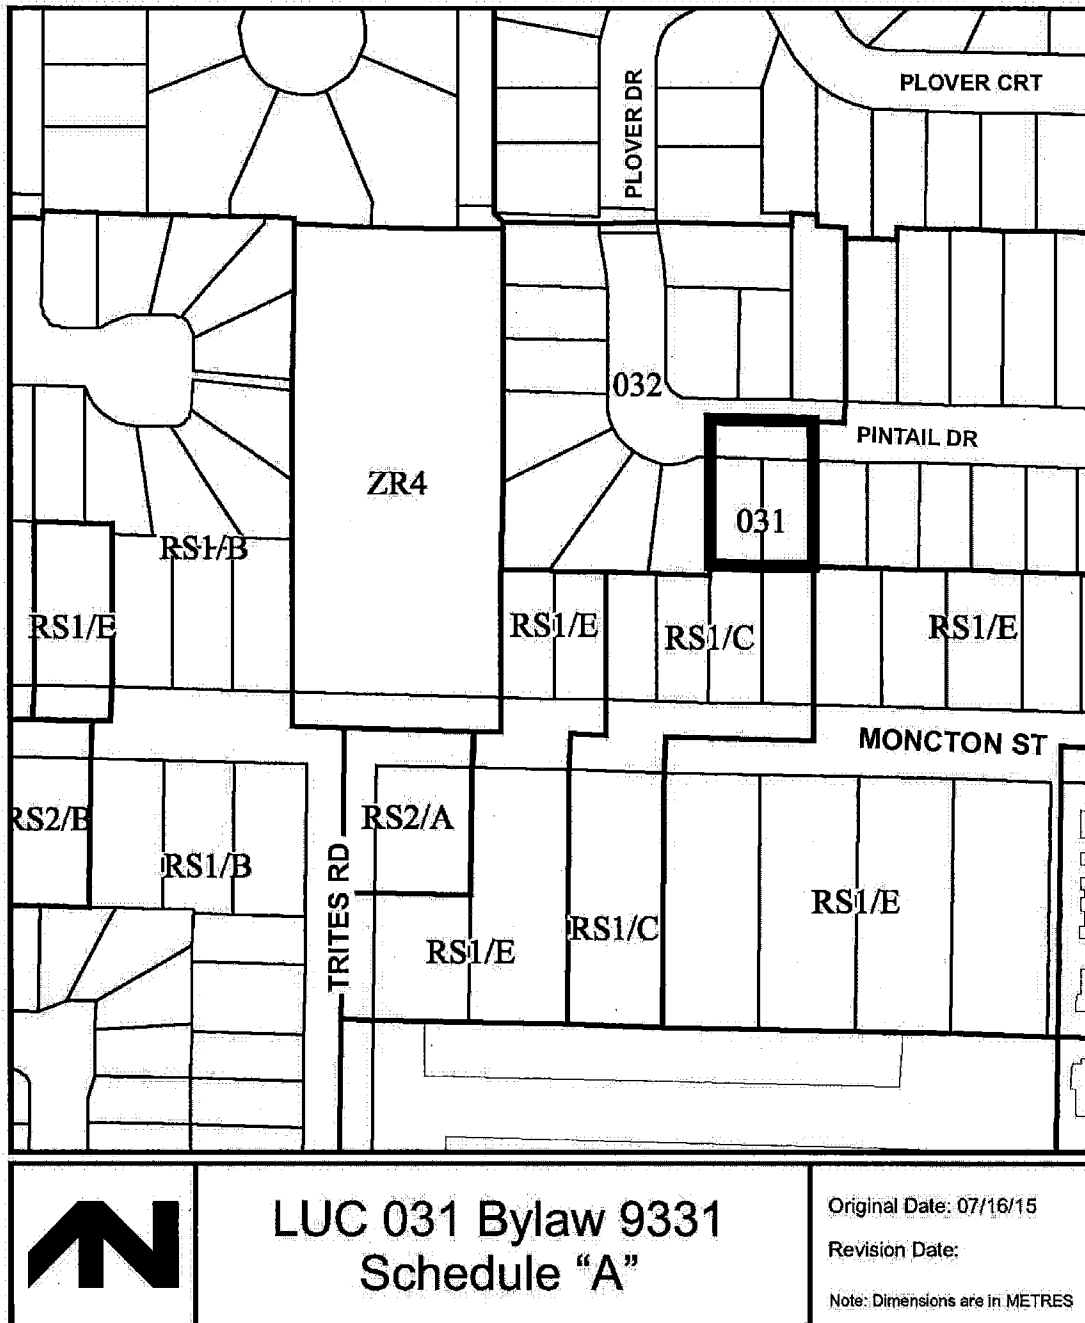 PLOVER CRT
PLOVER DR
032
PINTAIL DR
ZR4
031
RS1/B
RS1/E
RS1/E
RS1/C
RS1/E
MONCTON ST
RS2/B
RS2/A
RS1/B
TRITES RD
RS1/E
RS1/C
RS1/E
LUC 031 Bylaw 9331
Schedule “A”
Original Date: 07/16/15
Revision Date:
Note: Dimensions are in METRES